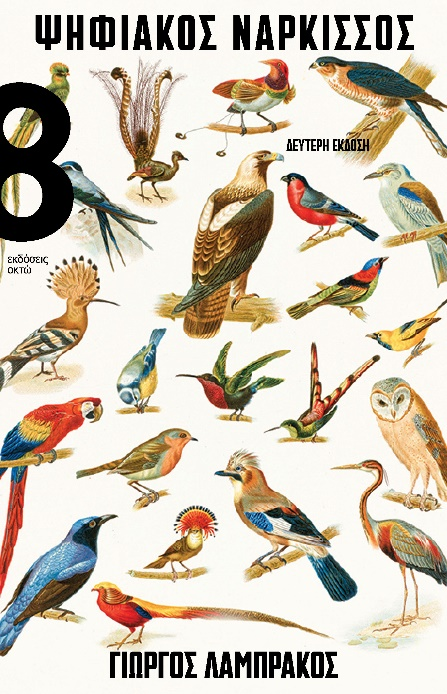 ΨΗΦΙΑΚΟΣ ΝΑΡΚΙΣΣΟΣ
8
ΔΕΥΤΕΡΗ ΕΚΔΟΣΗ
εκδόσεις
οκτώ
ΓΙΩΡΓΟΣ ΛΑΜΠΡΑΚΟΣ